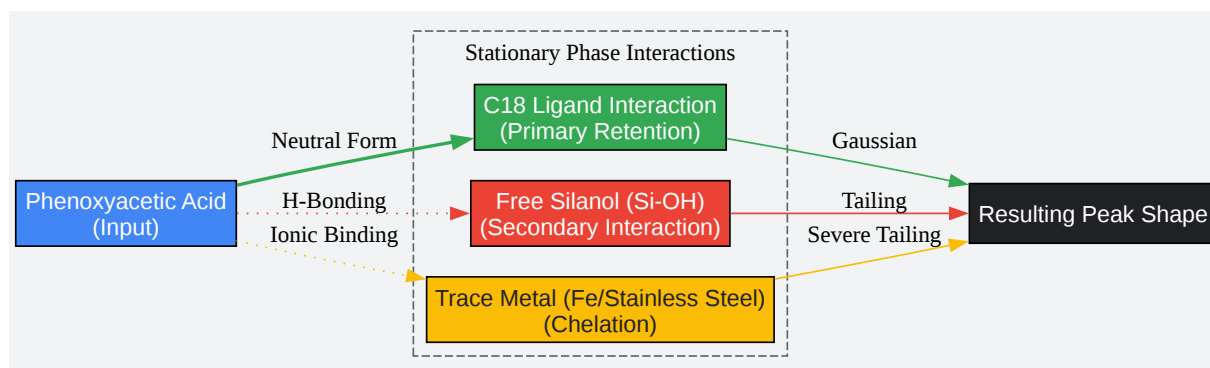 Stationary Phase Interactions
C18 Ligand Interaction
(Primary Retention)
Neutral Form
Gaussian
Phenoxyacetic Acid
(Input)
H-Bonding
Free Silanol (Si-OH)
(Secondary Interaction)
Tailing
Resulting Peak Shape
Ionic Binding
Severe Tailing
Trace Metal (Fe/Stainless Steel)
(Chelation)